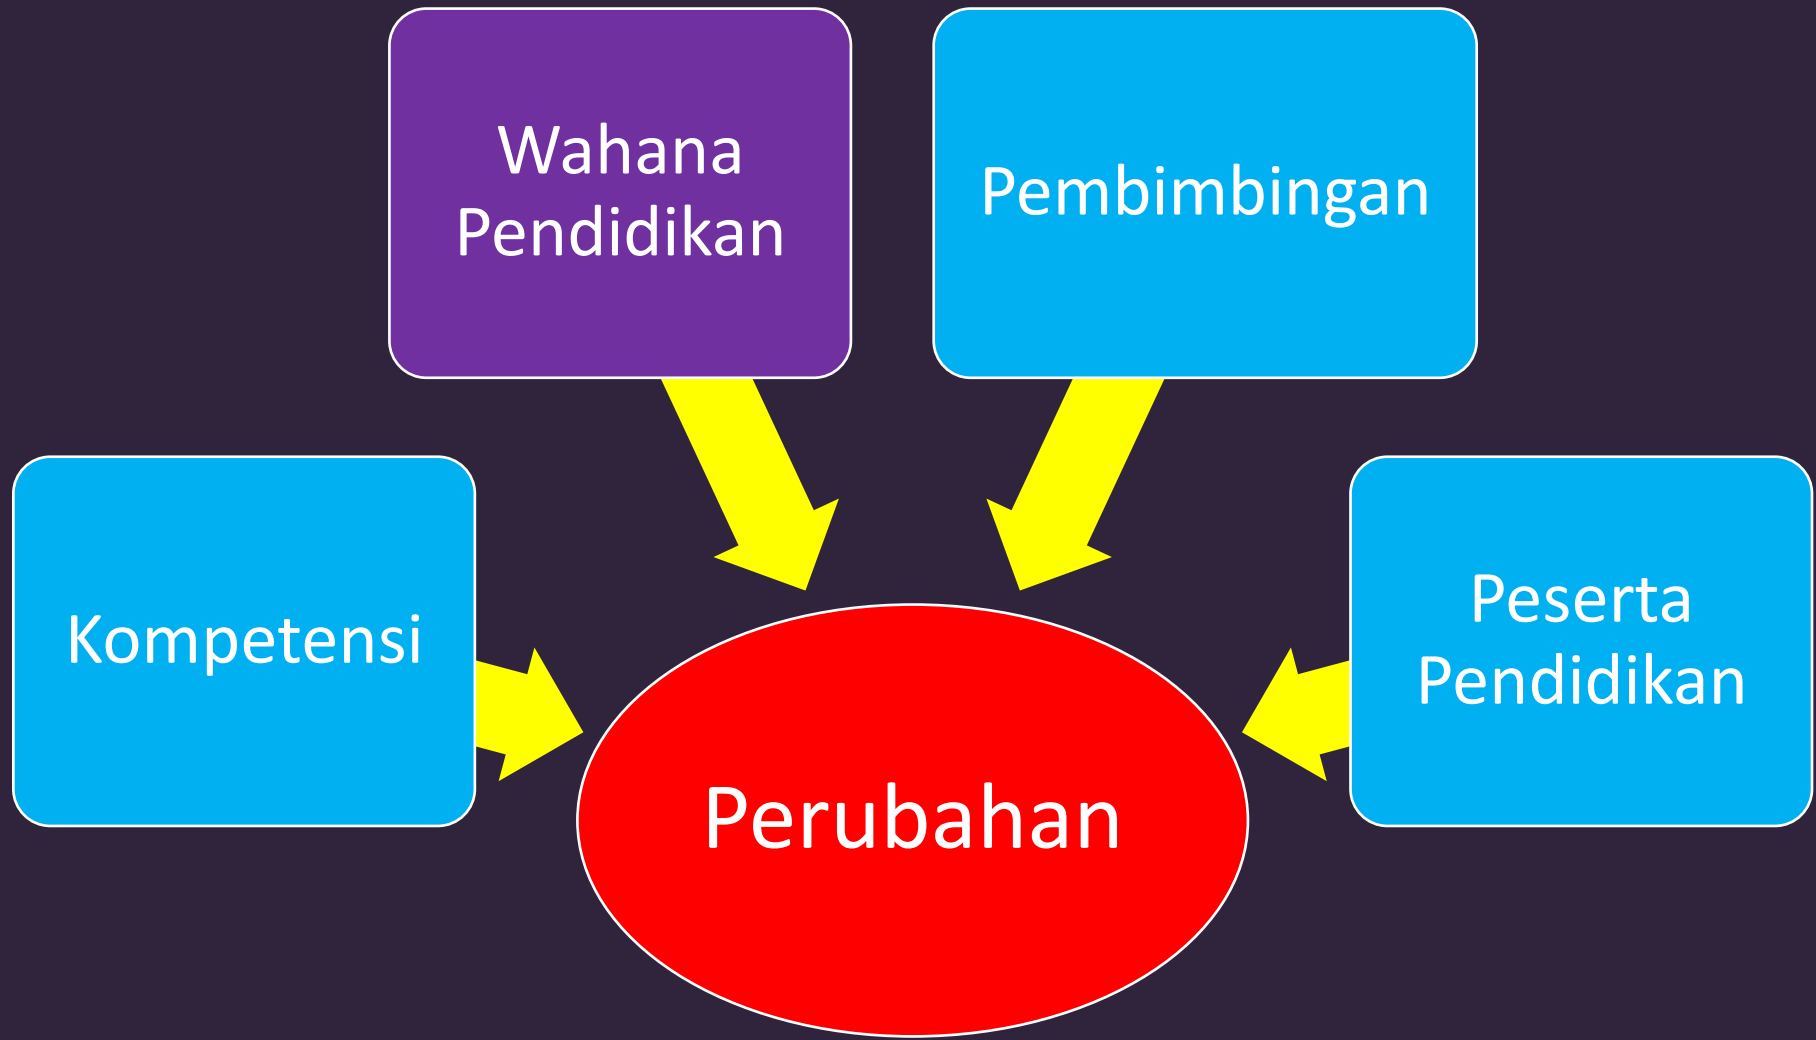 Wahana
Pendidikan
Pembimbingan
Kompetensi
Peserta
Pendidikan
Perubahan